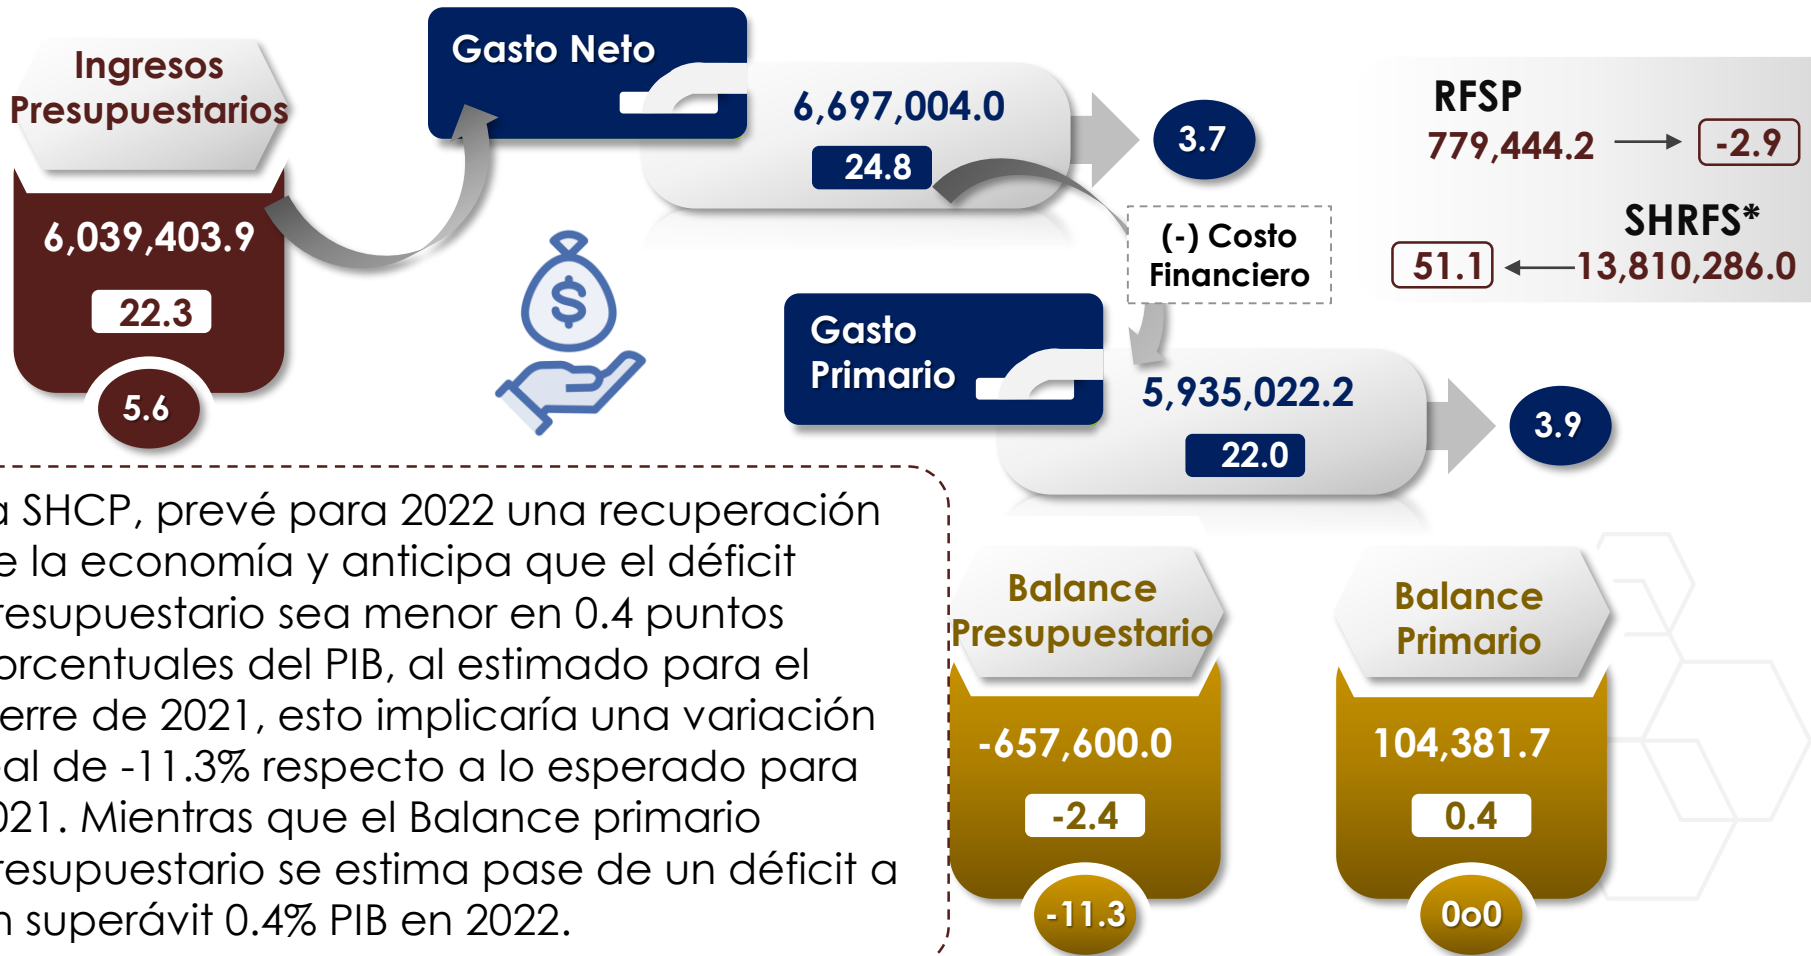 Ingresos
Presupuestarios
6,039,403.9
22.3
5.6
Gasto Neto
6,697,004.0
24.8
3.7
(-) Costo
Financiero
Gasto
Primario
5,935,022.2
22.0
3.9
RFSP
779,444.2
-2.9
SHRFS*
51.1
13,810,286.0
a SHCP, prevé para 2022 una recuperación
e la economía y anticipa que el déficit
resupuestario sea menor en 0.4 puntos
orcentuales del PIB, al estimado para el
erre de 2021, esto implicaría una variación
eal de -11.3% respecto a lo esperado para
021. Mientras que el Balance primario
resupuestario se estima pase de un déficit a
n superávit 0.4% PIB en 2022.
Balance
Presupuestario
-657,600.0
-2.4
-11.3
Balance
Primario
104,381.7
0.4
0o0
$